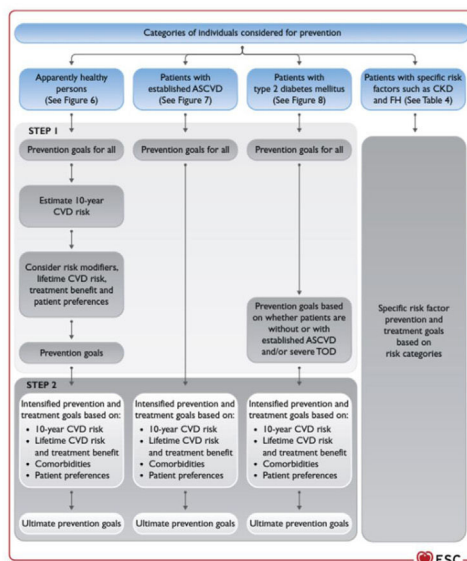 Categories of individuals considered for prevention
Apparently healthy
persons
(See Figure 6)
Patients with
established ASCVD
(See Figure 7)
Patients with
type 2 diabetes mellitus
(See Figure 8)
Patients with specific risk
factors such as CKD
and FH (See Table 4)
STEP 1
Prevention goals for all
Prevention goals for all
Prevention goals for all
Estimate 10-year
CVD risk
Consider risk modifiers,
lifetime CVD risk,
treatment benefit and
patient preferences
Prevention goals
Prevention goals based
on whether patients are
without or with
established ASCVD
and/or severe TOD
Specific risk factor
prevention and
treatment goals
based on
risk categories
STEP 2
Intensified prevention and
treatment goals based on:
• 10-year CVD risk
• Lifetime CVD risk
and treatment benefit
• Comorbidities
• Patient preferences
Intensified prevention and
treatment goals based on:
• 10-year CVD risk
• Lifetime CVD risk
and treatment benefit
• Comorbidities
• Patient preferences
Intensified prevention and
treatment goals based on:
• 10-year CVD risk
• Lifetime CVD risk
and treatment benefit
• Comorbidities
• Patient preferences
Ultimate prevention goals
Ultimate prevention goals
Ultimate prevention goals
ESC